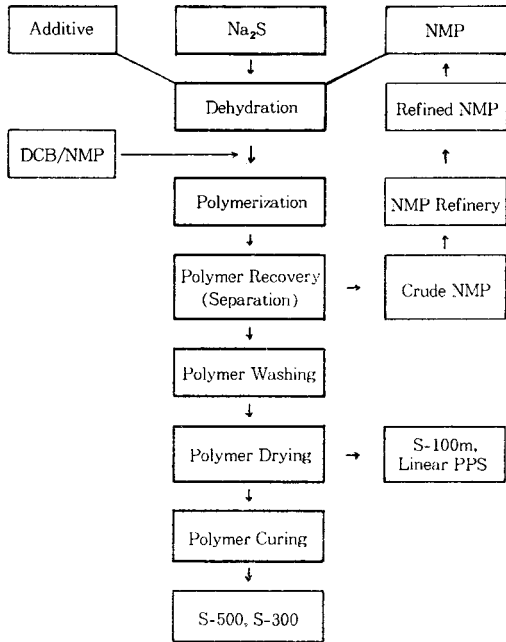 Additive
Na₂S
NMP
Dehydration
Refined NMP
DCB/NMP
Polymerization
NMP Refinery
Polymer Recovery
(Separation)
Crude NMP
Polymer Washing
Polymer Drying
S-100m,
Linear PPS
Polymer Curing
S-500, S-300